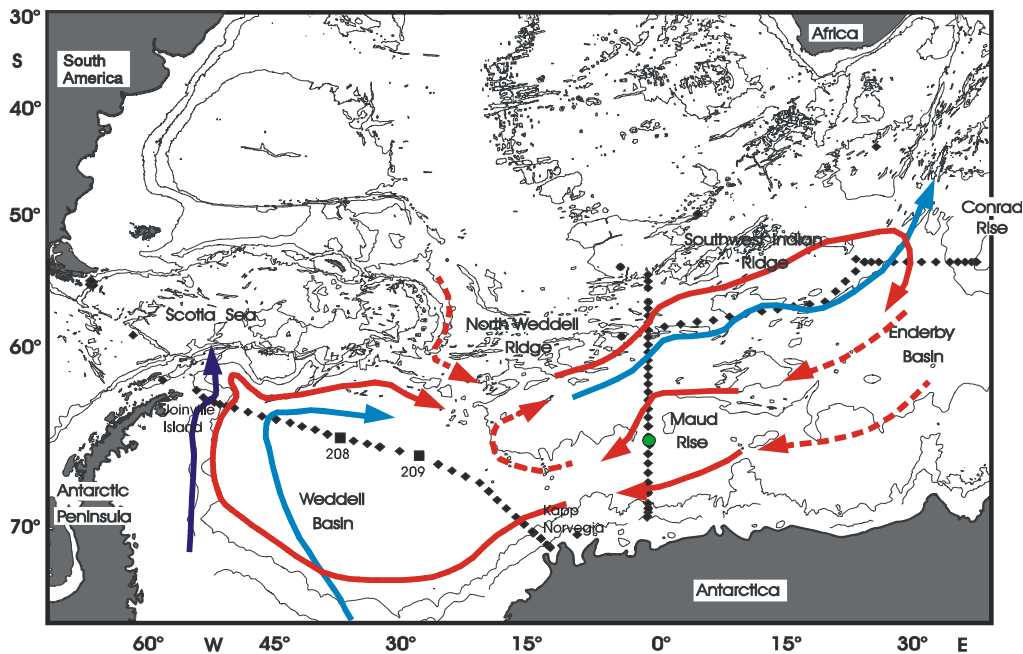 30°
S
40°
50°
60°
70°
South
America
Africa
Conrad
Rise
Southwest Indian
Ridge
Scotia Sea
North Weddell
Ridge
Enderby
Basin
Joinville
Island
Maud
Rise
208
209
Weddell
Basin
Antarctic
Peninsula
Kapp
Norvegia
Antarctica
60° W 45° 30° 15° 0° 15° 30° E